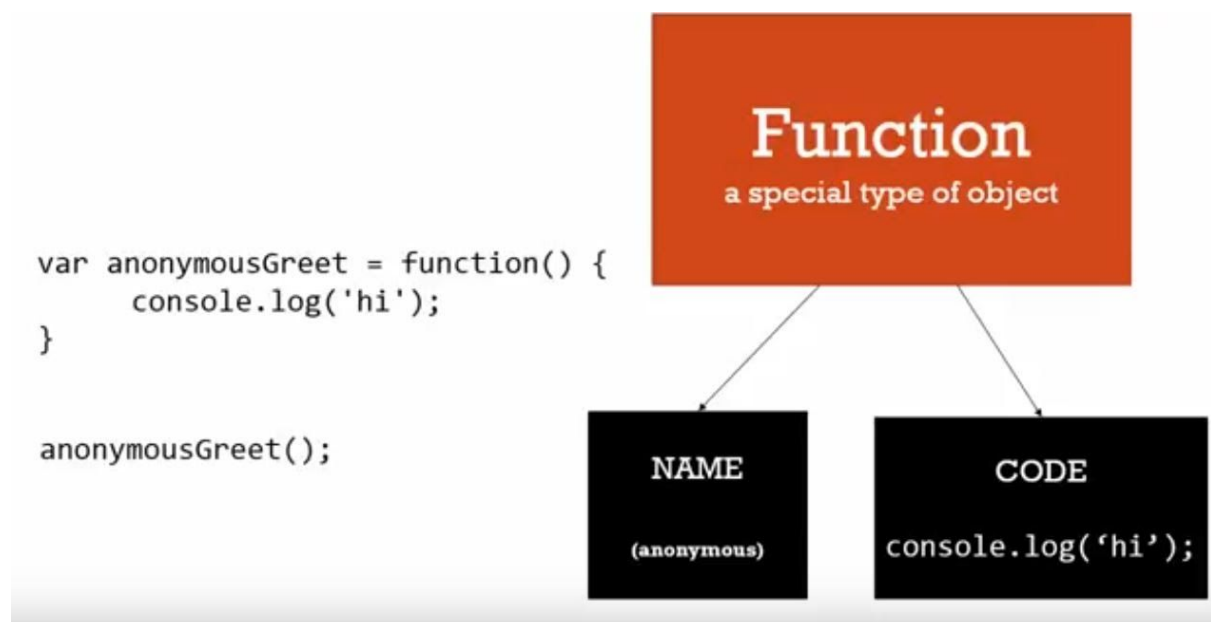 var anonymousGreet = function() {
console.log('hi');
}
anonymousGreet();
Function
a special type of object
NAME
(anonymous)
CODE
console.log(‘hi’);